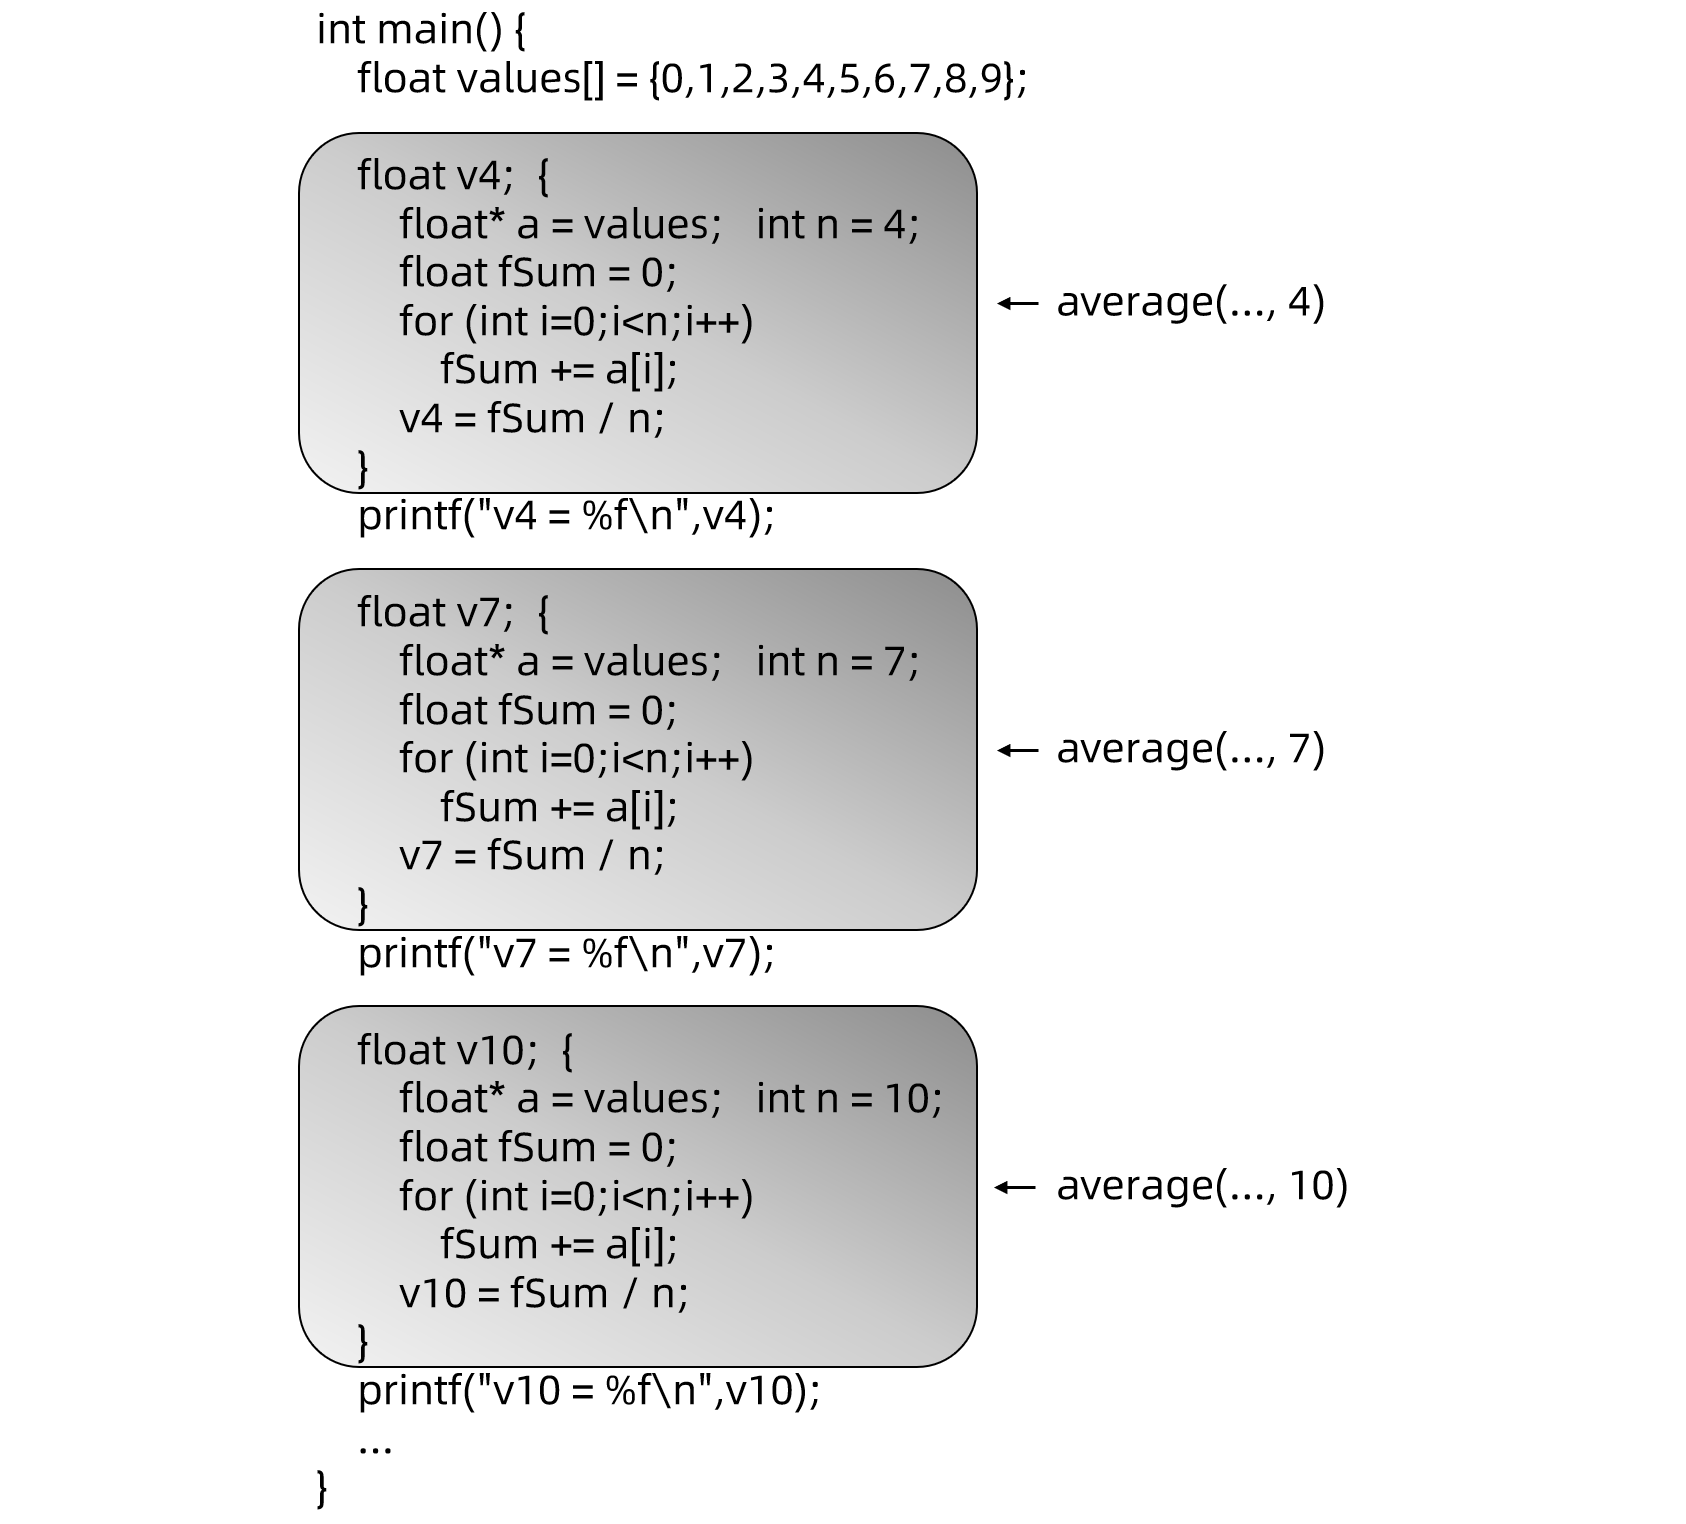 int main() {
float values[] = {0,1,2,3,4,5,6,7,8,9};
float v4; {
float* a = values; int n = 4;
float fSum = 0;
for (int i=0;i<n;i++)
fSum += a[i];
v4 = fSum / n;
}
← average(..., 4)
printf("v4 = %f\n",v4);
float v7; {
float* a = values; int n = 7;
float fSum = 0;
for (int i=0;i<n;i++)
fSum += a[i];
v7 = fSum / n;
}
← average(..., 7)
printf("v7 = %f\n",v7);
float v10; {
float* a = values; int n = 10;
float fSum = 0;
for (int i=0;i<n;i++)
fSum += a[i];
v10 = fSum / n;
}
← average(..., 10)
printf("v10 = %f\n",v10);
...
}